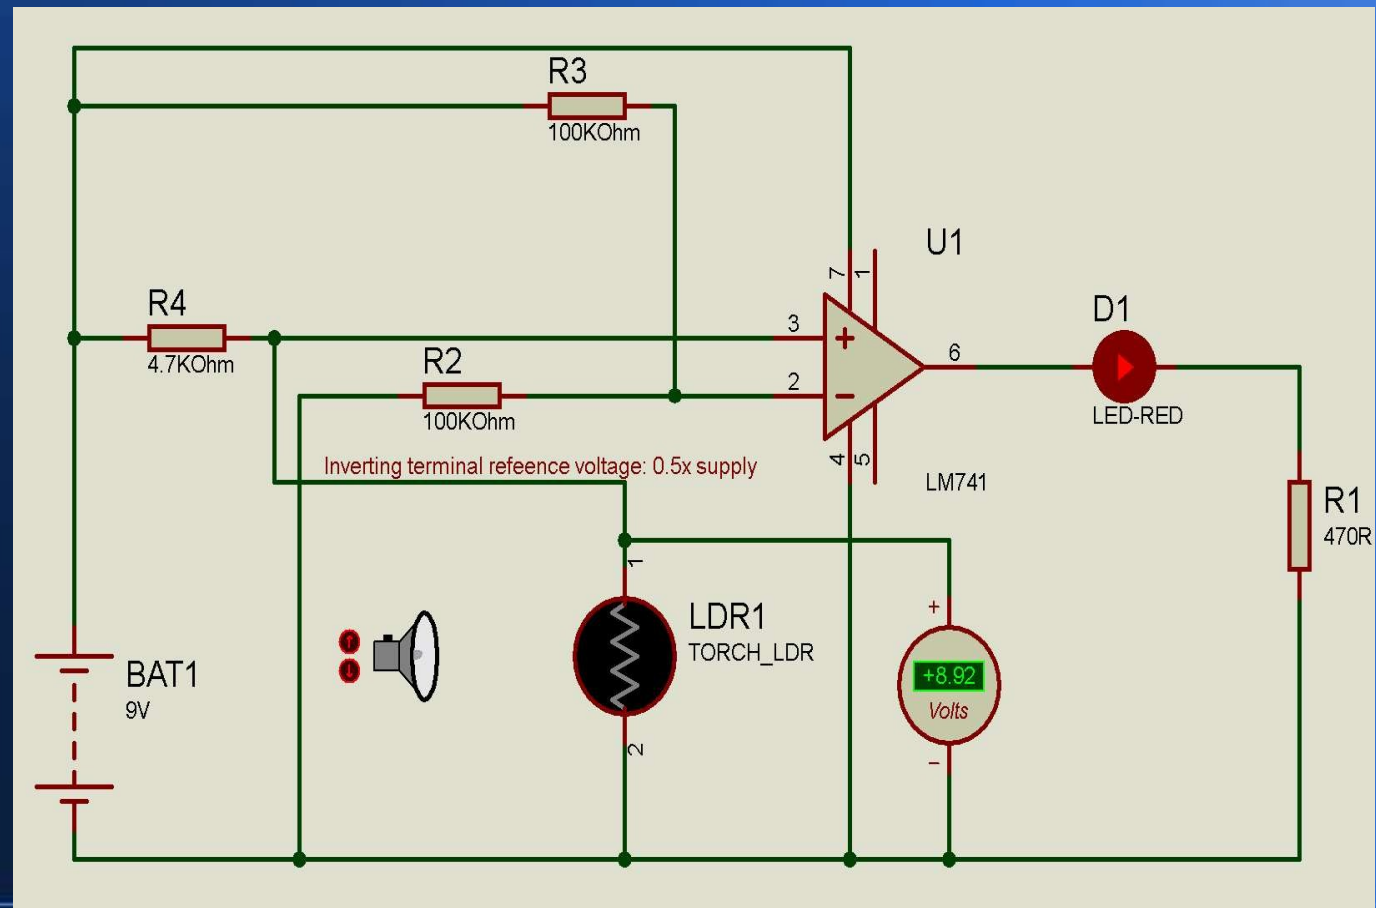 R3
100KOhm
U1
7
1
R4
4.7KOhm
3
+
D1
R2
100KOhm
2
−
6
LED-RED
4
5
Inverting terminal refeence voltage: 0.5x supply
LM741
R1
470R
1
LDR1
TORCH_LDR
+
+8.92
Volts
−
BAT1
9V
2